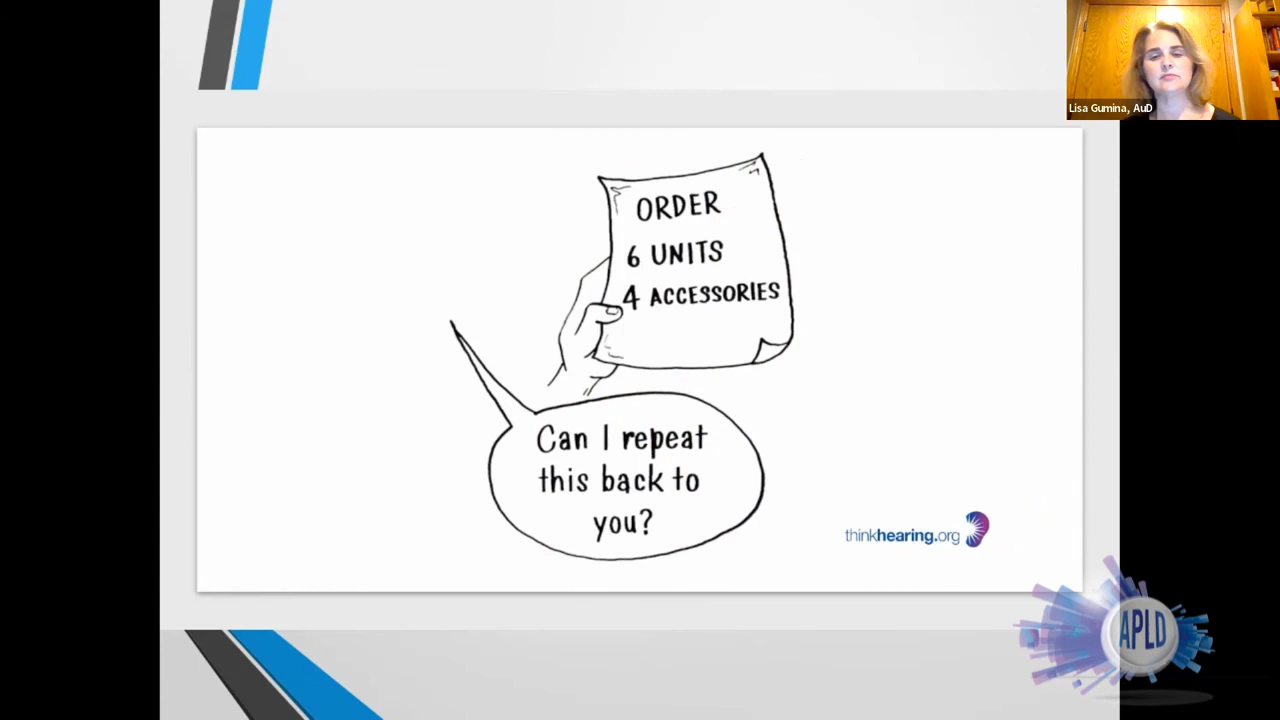 Lisa Gumina, AuD
ORDER
6 UNITS
4 ACCESSORIES
Can I repeat
this back to
you?
thinkhearing.org
APLD